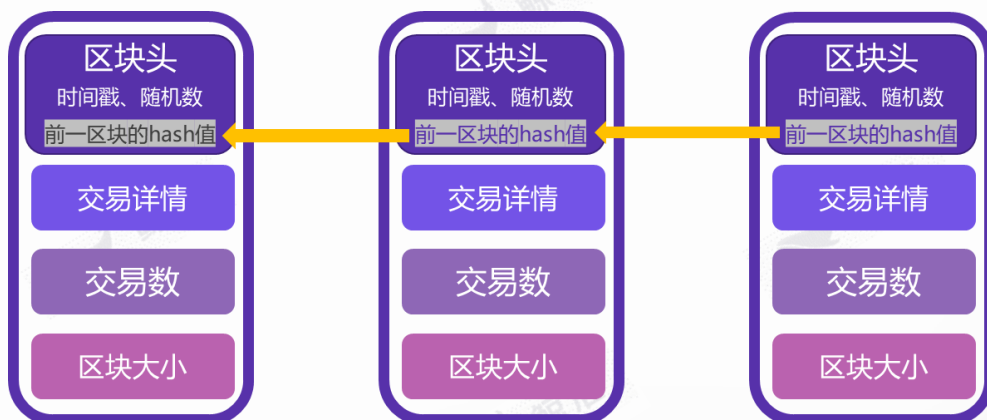 区块头
时间戳、随机数
前一区块的hash值
交易详情
交易数
区块大小
区块头
时间戳、随机数
前一区块的hash值
交易详情
交易数
区块大小
区块头
时间戳、随机数
前一区块的hash值
交易详情
交易数
区块大小